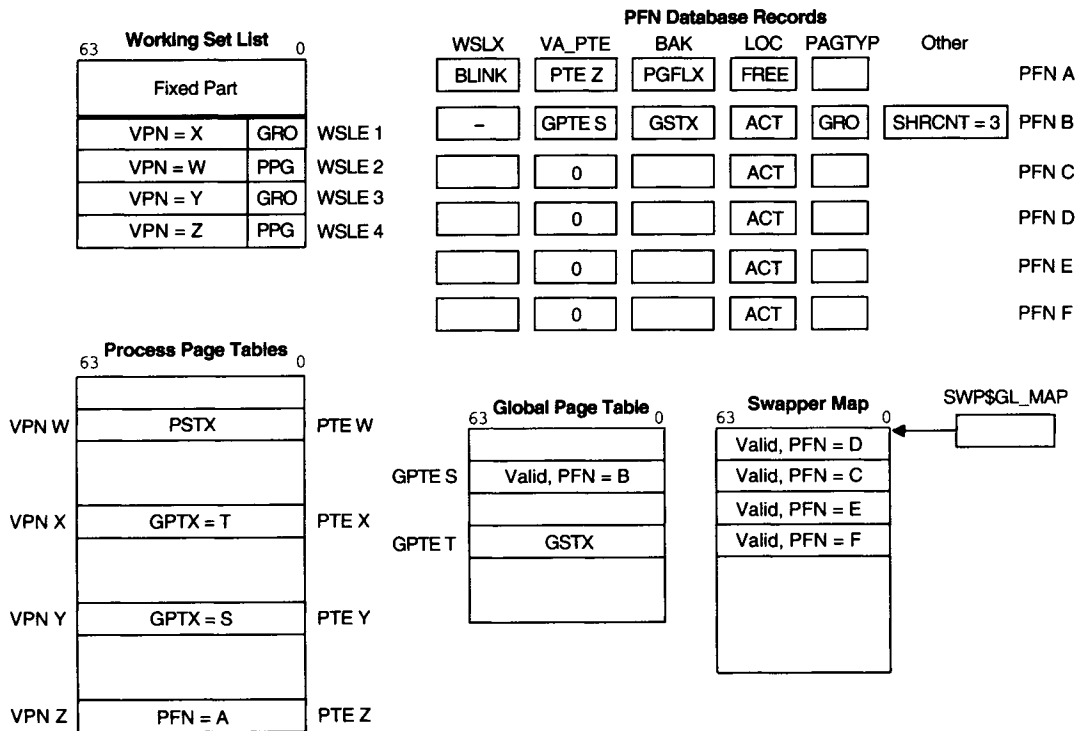 PFN Database Records
Working Set List
63 0
Fixed Part
VPN = X GRO WSLE 1
VPN = W PPG WSLE 2
VPN = Y GRO WSLE 3
VPN = Z PPG WSLE 4
WSLX VA_PTE BAK LOC PAGTYP Other
BLINK PTE Z PGFLX FREE PFN A
– GPTE S GSTX ACT GRO SHRCNT = 3 PFN B
0 ACT PFN C
0 ACT PFN D
0 ACT PFN E
0 ACT PFN F
Process Page Tables
63 0
VPN W PSTX PTE W
VPN X GPTX = T PTE X
VPN Y GPTX = S PTE Y
VPN Z PFN = A PTE Z
Global Page Table
63 0
GPTE S Valid, PFN = B
GPTE T GSTX
Swapper Map
63 0
SWP$GL_MAP
Valid, PFN = D
Valid, PFN = C
Valid, PFN = E
Valid, PFN = F